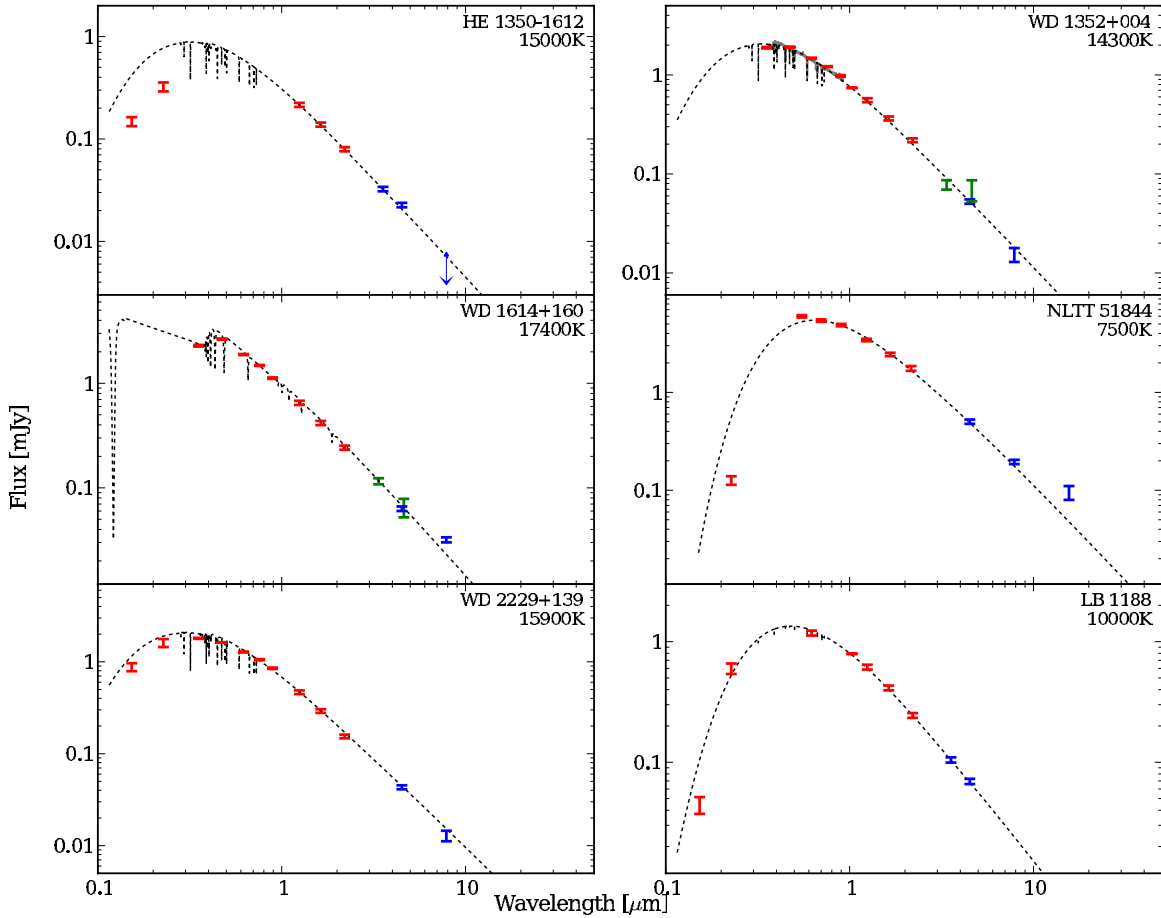 HE 1350-1612
15000K
1
0.1
0.01
WD 1352+004
14300K
1
0.1
0.01
WD 1614+160
17400K
1
0.1
NLTT 51844
7500K
1
0.1
WD 2229+139
15900K
1
0.1
0.01
0.1
1
10
LB 1188
10000K
1
0.1
0.1
1
10
Flux [mJy]
Wavelength [μm]